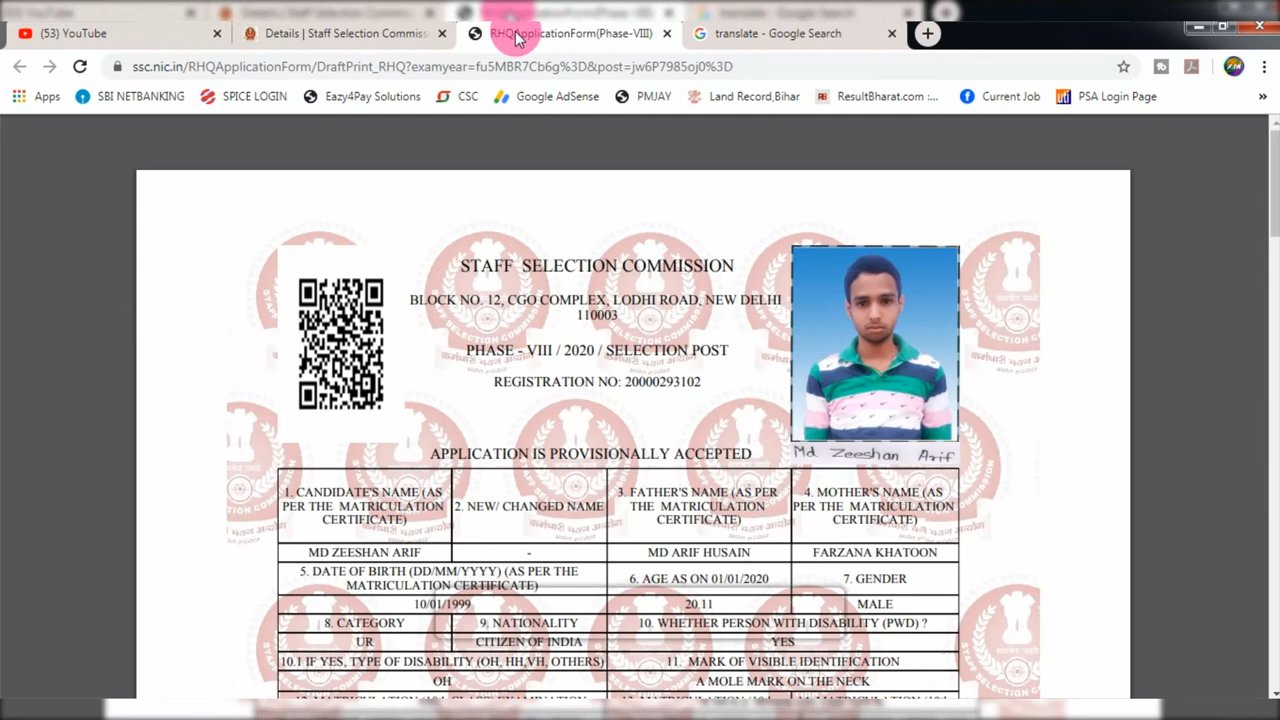 (53) YouTube
Details | Staff Selection Commiss
RHQApplicationForm(Phase-VIII)
translate - Google Search
ssc.nic.in/RHQApplicationForm/DraftPrint_RHQ?examyear=fu5MBR7Cb6g%3D&post=jw6P7985oj0%3D
Apps
SBI NETBANKING
SPICE LOGIN
Eazy4Pay Solutions
CSC
Google AdSense
PMJAY
Land Record,Bihar
ResultBharat.com :...
Current Job
PSA Login Page
STAFF SELECTION COMMISSION
BLOCK NO. 12, CGO COMPLEX, LODHI ROAD, NEW DELHI
110003
PHASE - VIII / 2020 / SELECTION POST
REGISTRATION NO: 20000293102
Md Zeeshan Arif
APPLICATION IS PROVISIONALLY ACCEPTED
1. CANDIDATE'S NAME (AS
PER THE MATRICULATION
CERTIFICATE)
2. NEW/ CHANGED NAME
3. FATHER'S NAME (AS PER
THE MATRICULATION
CERTIFICATE)
4. MOTHER'S NAME (AS
PER THE MATRICULATION
CERTIFICATE)
MD ZEESHAN ARIF
-
MD ARIF HUSAIN
FARZANA KHATOON
5. DATE OF BIRTH (DD/MM/YYYY) (AS PER THE
MATRICULATION CERTIFICATE)
6. AGE AS ON 01/01/2020
7. GENDER
10/01/1999
20.11
MALE
8. CATEGORY
9. NATIONALITY
10. WHETHER PERSON WITH DISABILITY (PWD) ?
UR
CITIZEN OF INDIA
YES
10.1 IF YES, TYPE OF DISABILITY (OH, HH,VH, OTHERS)
11. MARK OF VISIBLE IDENTIFICATION
OH
A MOLE MARK ON THE NECK